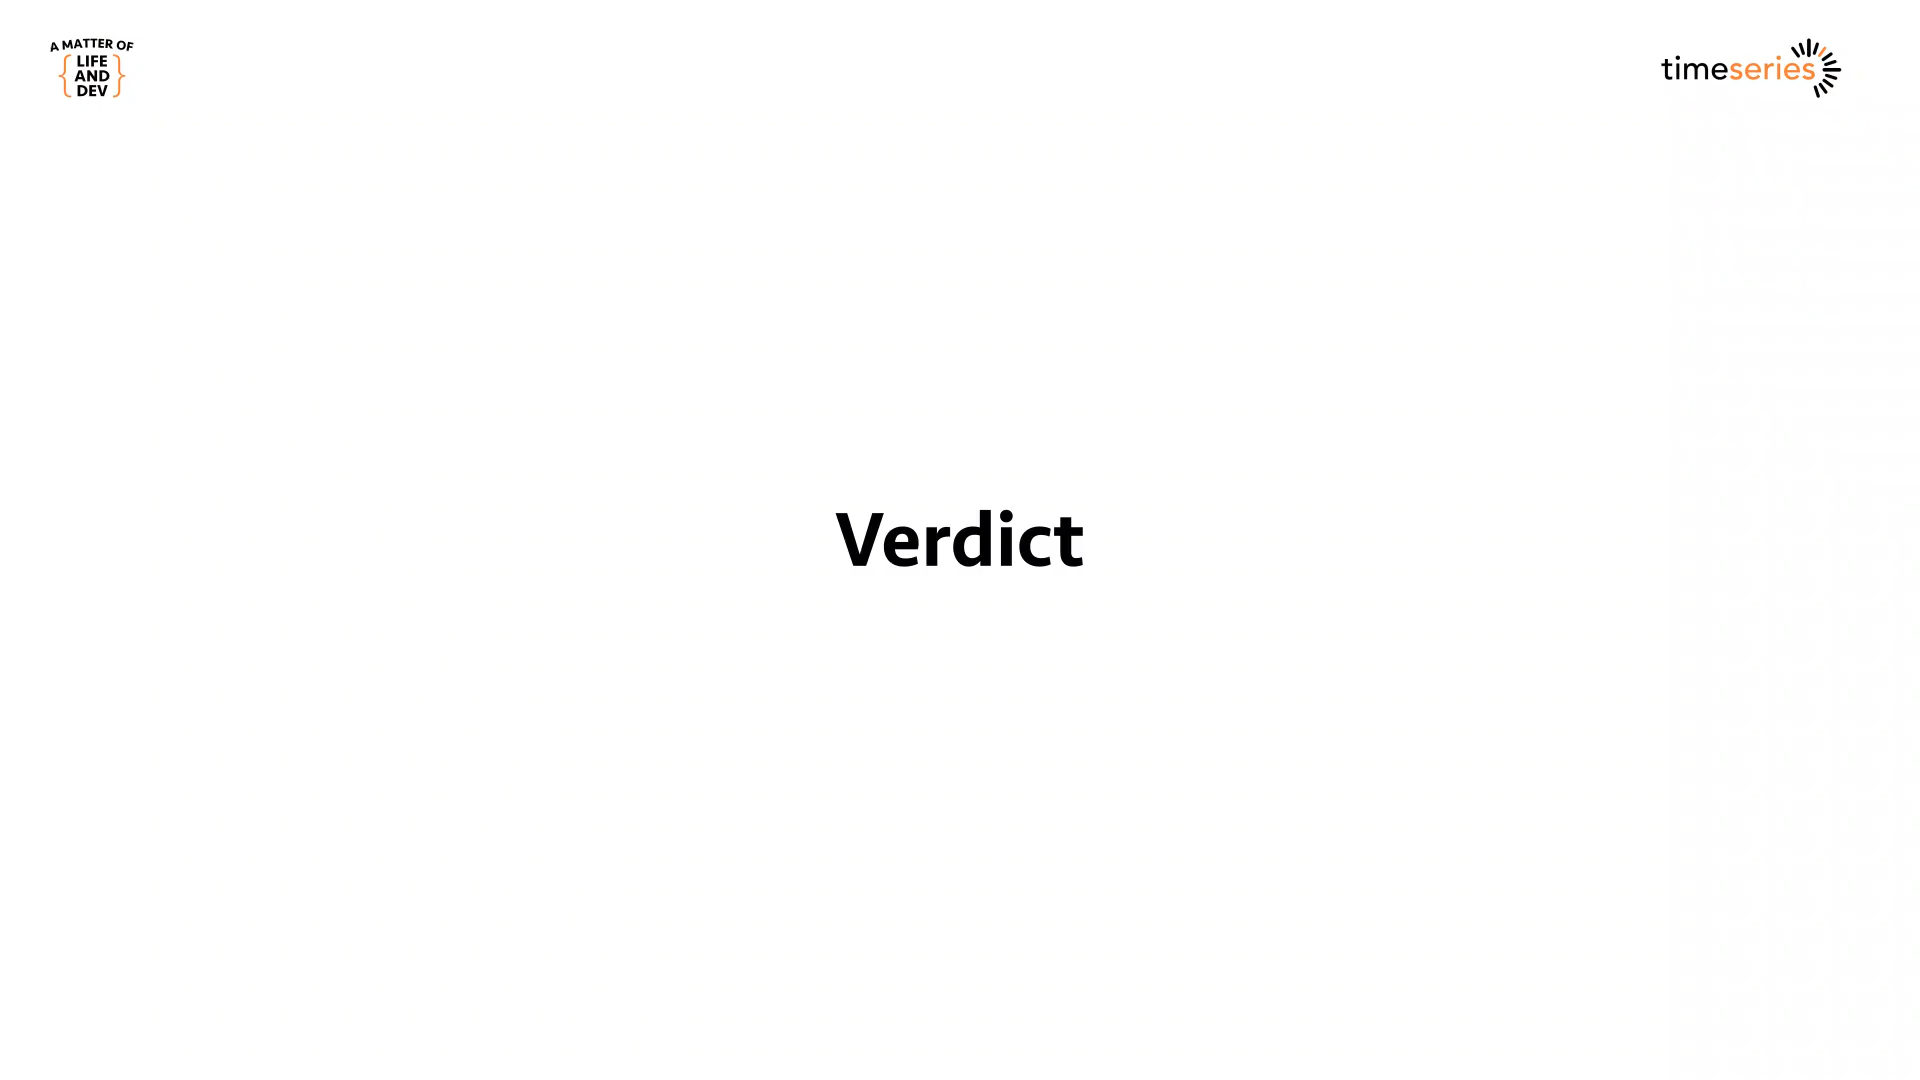 A MATTER OF
LIFE
AND
DEV
timeseries
Verdict